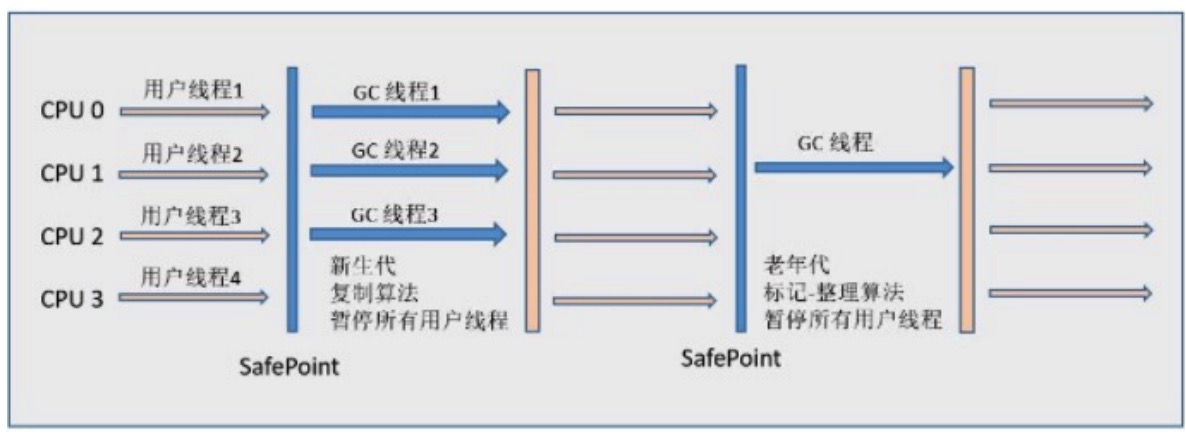 CPU 0
用户线程1
GC 线程1
CPU 1
用户线程2
GC 线程2
GC 线程
CPU 2
用户线程3
GC 线程3
CPU 3
用户线程4
新生代
复制算法
暂停所有用户线程
老年代
标记-整理算法
暂停所有用户线程
SafePoint
SafePoint